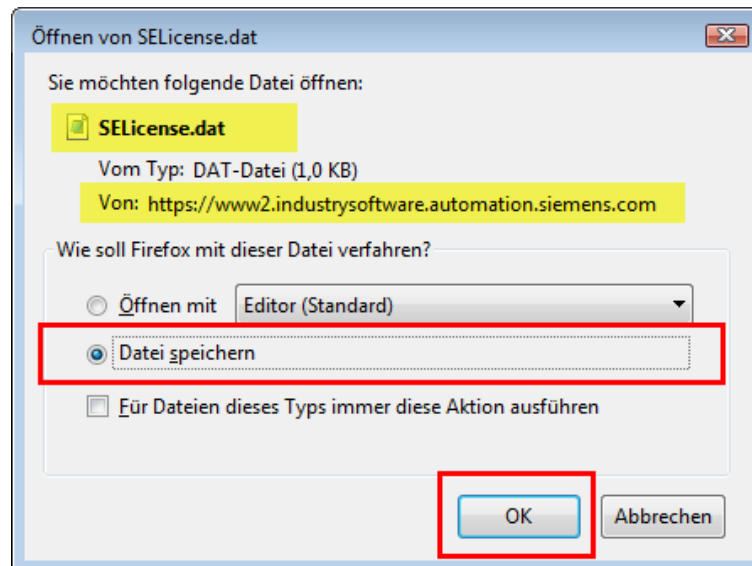 Öffnen von SELicense.dat
Sie möchten folgende Datei öffnen:
SELicense.dat
Vom Typ: DAT-Datei (1,0 KB)
Von: https://www2.industrysoftware.automation.siemens.com
Wie soll Firefox mit dieser Datei verfahren?
Öffnen mit Editor (Standard)
Datei speichern
Für Dateien dieses Typs immer diese Aktion ausführen
OK Abbrechen